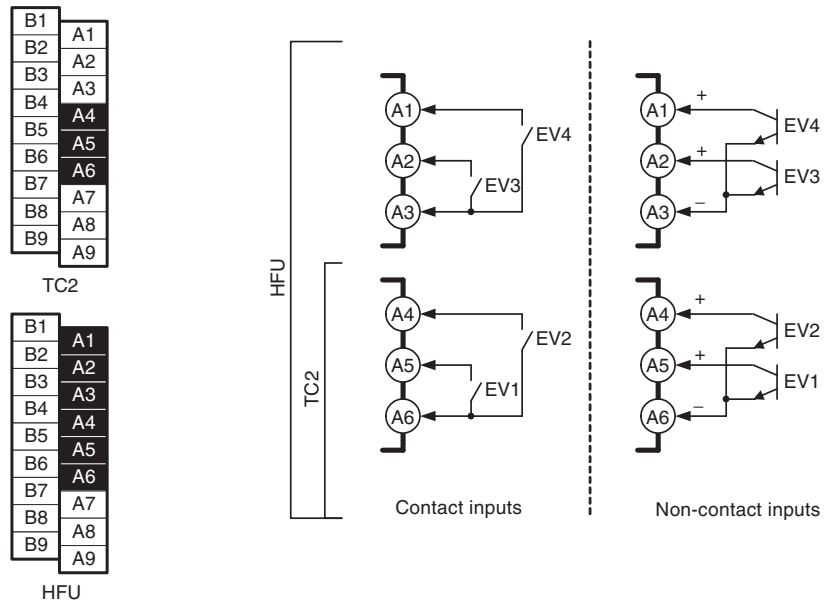 B1
B2
B3
B4
B5
B6
B7
B8
B9
A1
A2
A3
A4
A5
A6
A7
A8
A9
TC2
B1
B2
B3
B4
B5
B6
B7
B8
B9
A1
A2
A3
A4
A5
A6
A7
A8
A9
HFU
HFU
TC2
A1
A2
A3
EV4
EV3
A4
A5
A6
EV2
EV1
Contact inputs
A1
+
A2
+
A3
−
EV4
EV3
A4
+
A5
+
A6
−
EV2
EV1
Non-contact inputs